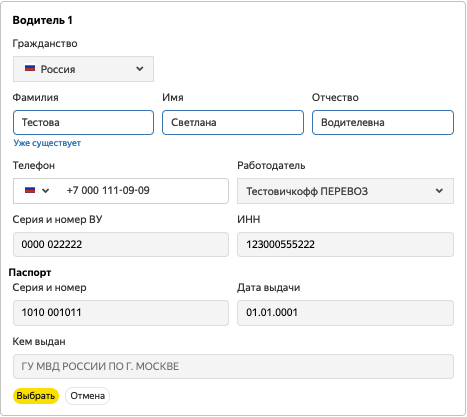 Водитель 1
Гражданство
Россия
Фамилия Имя Отчество
Тестова Светлана Водителевна
Уже существует
Телефон Работодатель
+7 000 111-09-09 Тестовичкофф ПЕРЕВОЗ
Серия и номер ВУ ИНН
0000 022222 123000555222
Паспорт
Серия и номер Дата выдачи
1010 001011 01.01.0001
Кем выдан
ГУ МВД РОССИИ ПО Г. МОСКВЕ
Выбрать Отмена